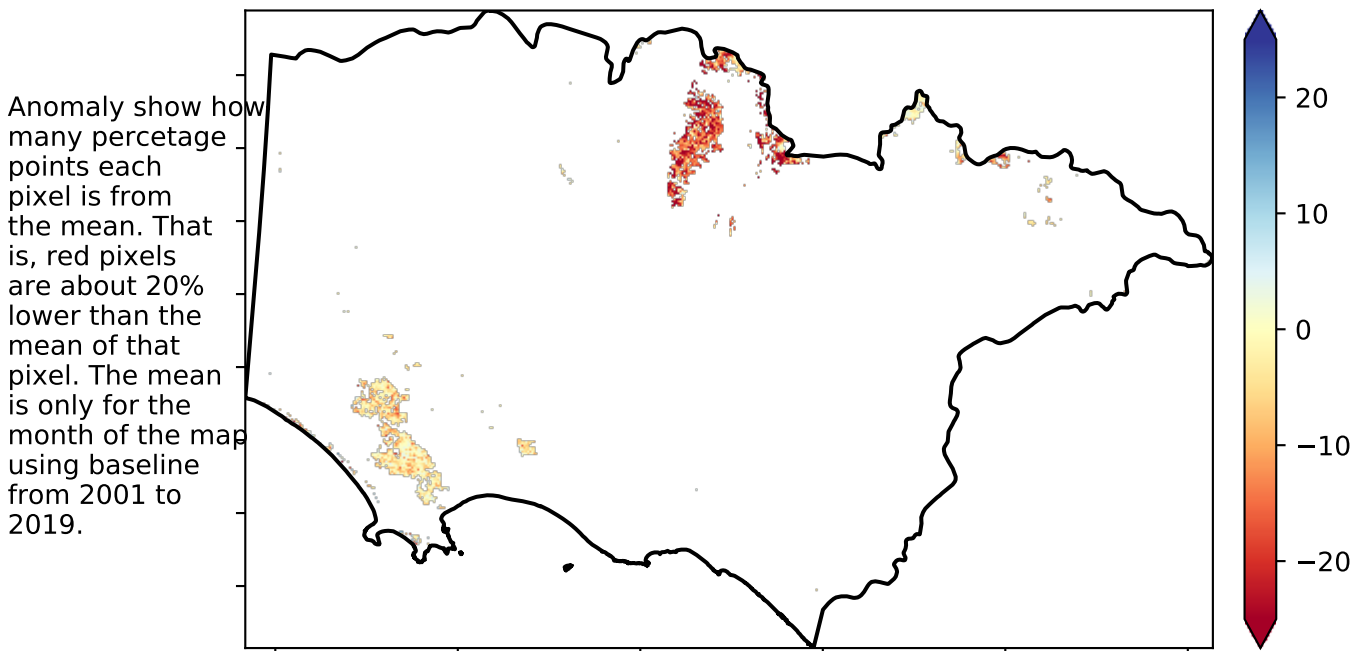 Anomaly show how
many percetage
points each
pixel is from
the mean. That
is, red pixels
are about 20%
lower than the
mean of that
pixel. The mean
is only for the
month of the map
using baseline
from 2001 to
2019.
20
10
0
−10
−20